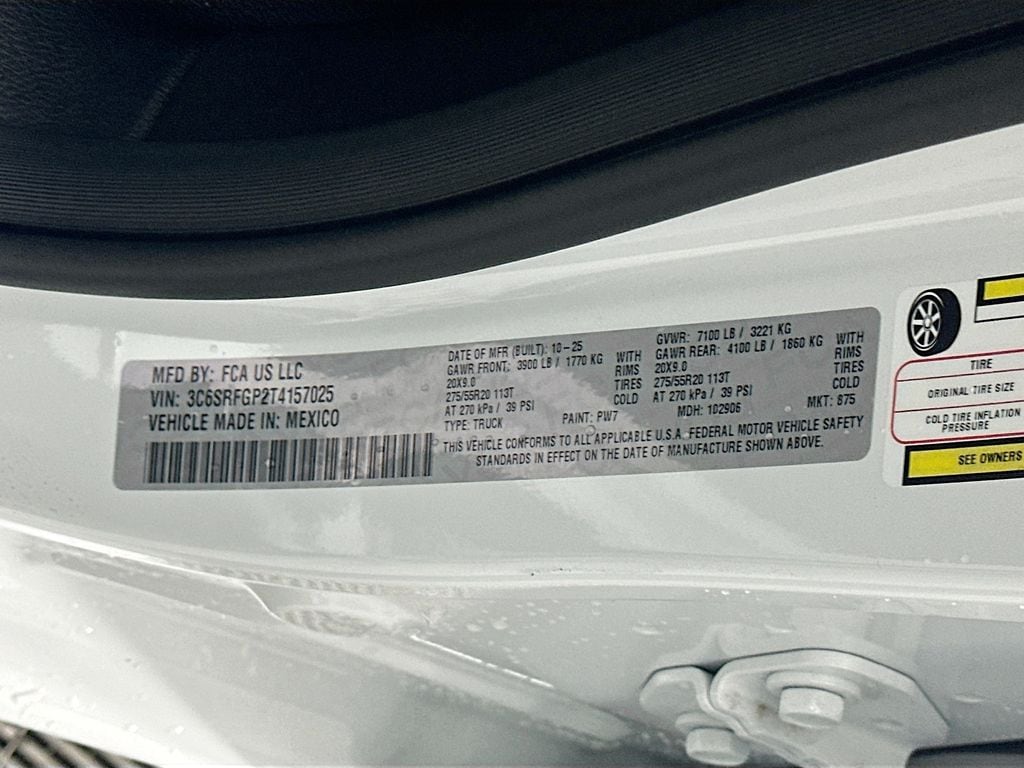 MFD BY: FCA US LLC
VIN: 3C6SRFGP2T4157025
VEHICLE MADE IN: MEXICO
DATE OF MFR (BUILT): 10-25
GAWR FRONT: 3900 LB / 1770 KG WITH
20X9.0 RIMS
275/55R20 113T TIRES
AT 270 kPa / 39 PSI COLD
TYPE: TRUCK PAINT: PW7
GVWR: 7100 LB / 3221 KG
GAWR REAR: 4100 LB / 1860 KG WITH
20X9.0 RIMS
275/55R20 113T TIRES
AT 270 kPa / 39 PSI COLD
MDH: 102906 MKT: 875
THIS VEHICLE CONFORMS TO ALL APPLICABLE U.S.A. FEDERAL MOTOR VEHICLE SAFETY
STANDARDS IN EFFECT ON THE DATE OF MANUFACTURE SHOWN ABOVE.
TIRE
ORIGINAL TIRE SIZE
COLD TIRE INFLATION
PRESSURE
SEE OWNERS